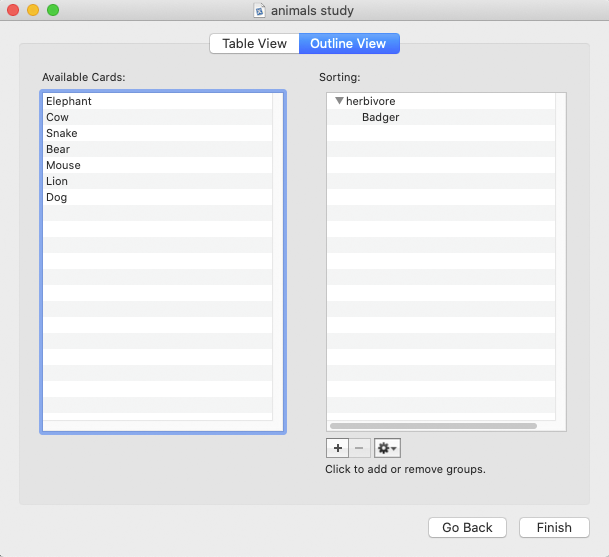 animals study
Table View
Outline View
Available Cards:
Elephant
Cow
Snake
Bear
Mouse
Lion
Dog
Sorting:
herbivore
Badger
+
−
Click to add or remove groups.
Go Back
Finish